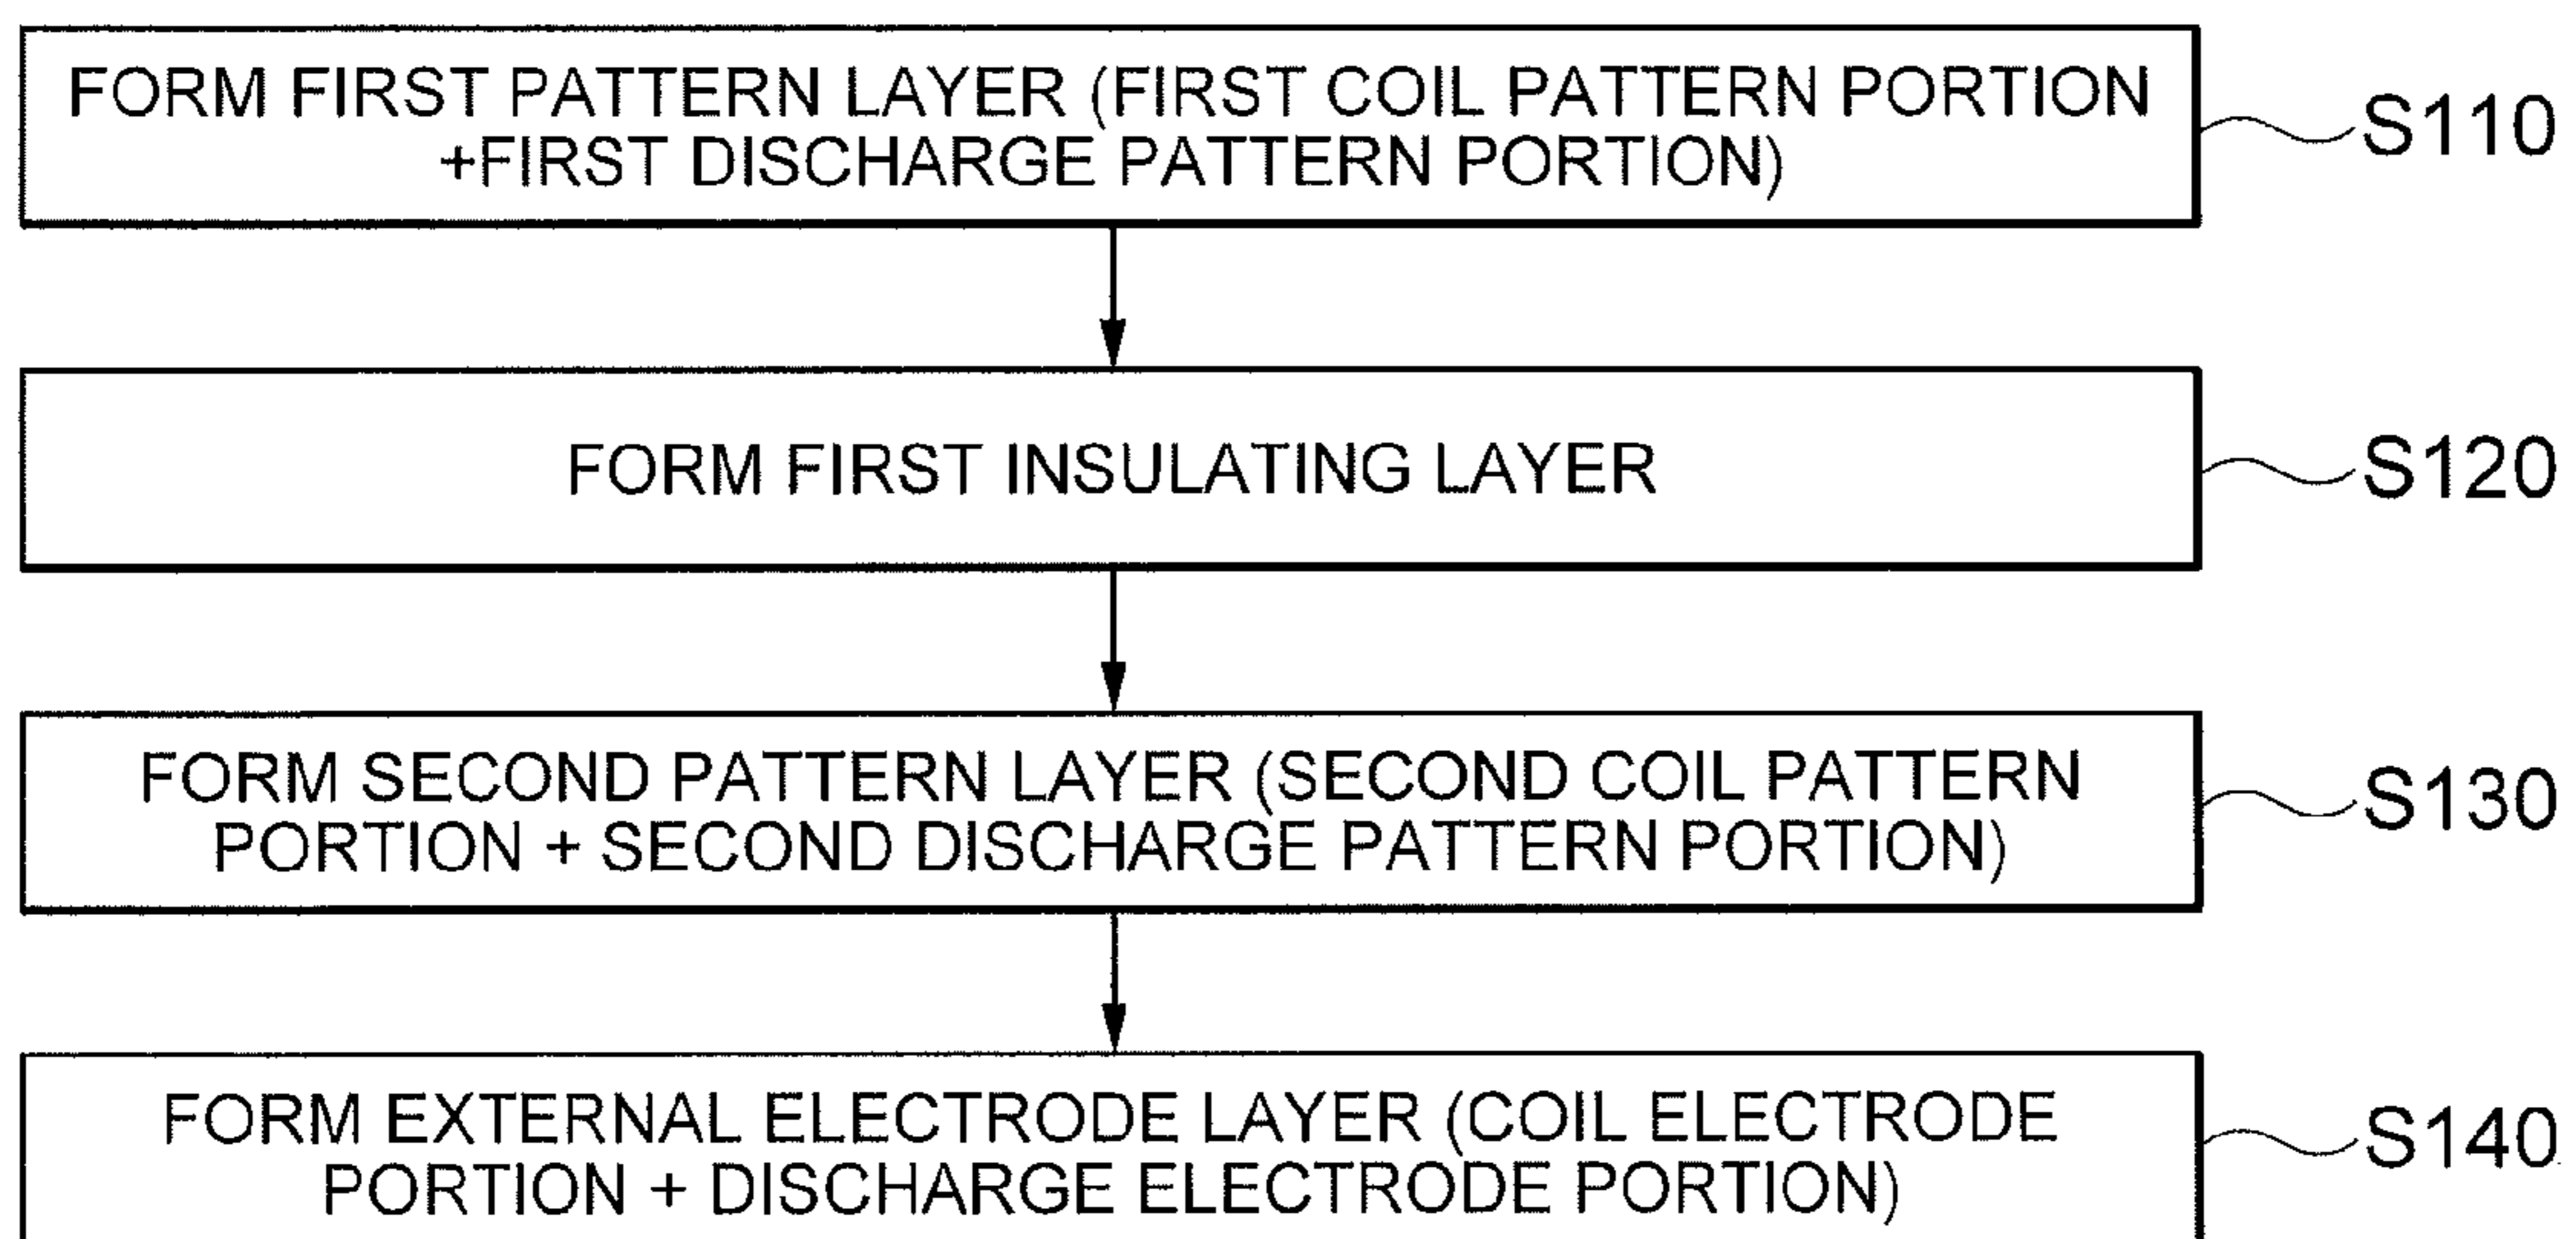 FORM FIRST PATTERN LAYER (FIRST COIL PATTERN PORTION
+FIRST DISCHARGE PATTERN PORTION)
S110
FORM FIRST INSULATING LAYER
S120
FORM SECOND PATTERN LAYER (SECOND COIL PATTERN
PORTION + SECOND DISCHARGE PATTERN PORTION)
S130
FORM EXTERNAL ELECTRODE LAYER (COIL ELECTRODE
PORTION + DISCHARGE ELECTRODE PORTION)
S140